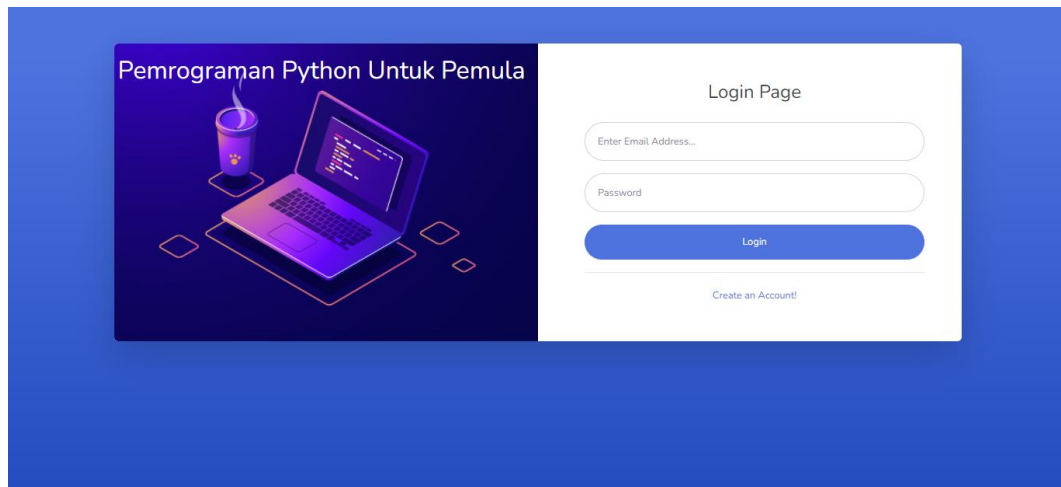 Pemrograman Python Untuk Pemula
Login Page
Enter Email Address...
Password
Login
Create an Account!